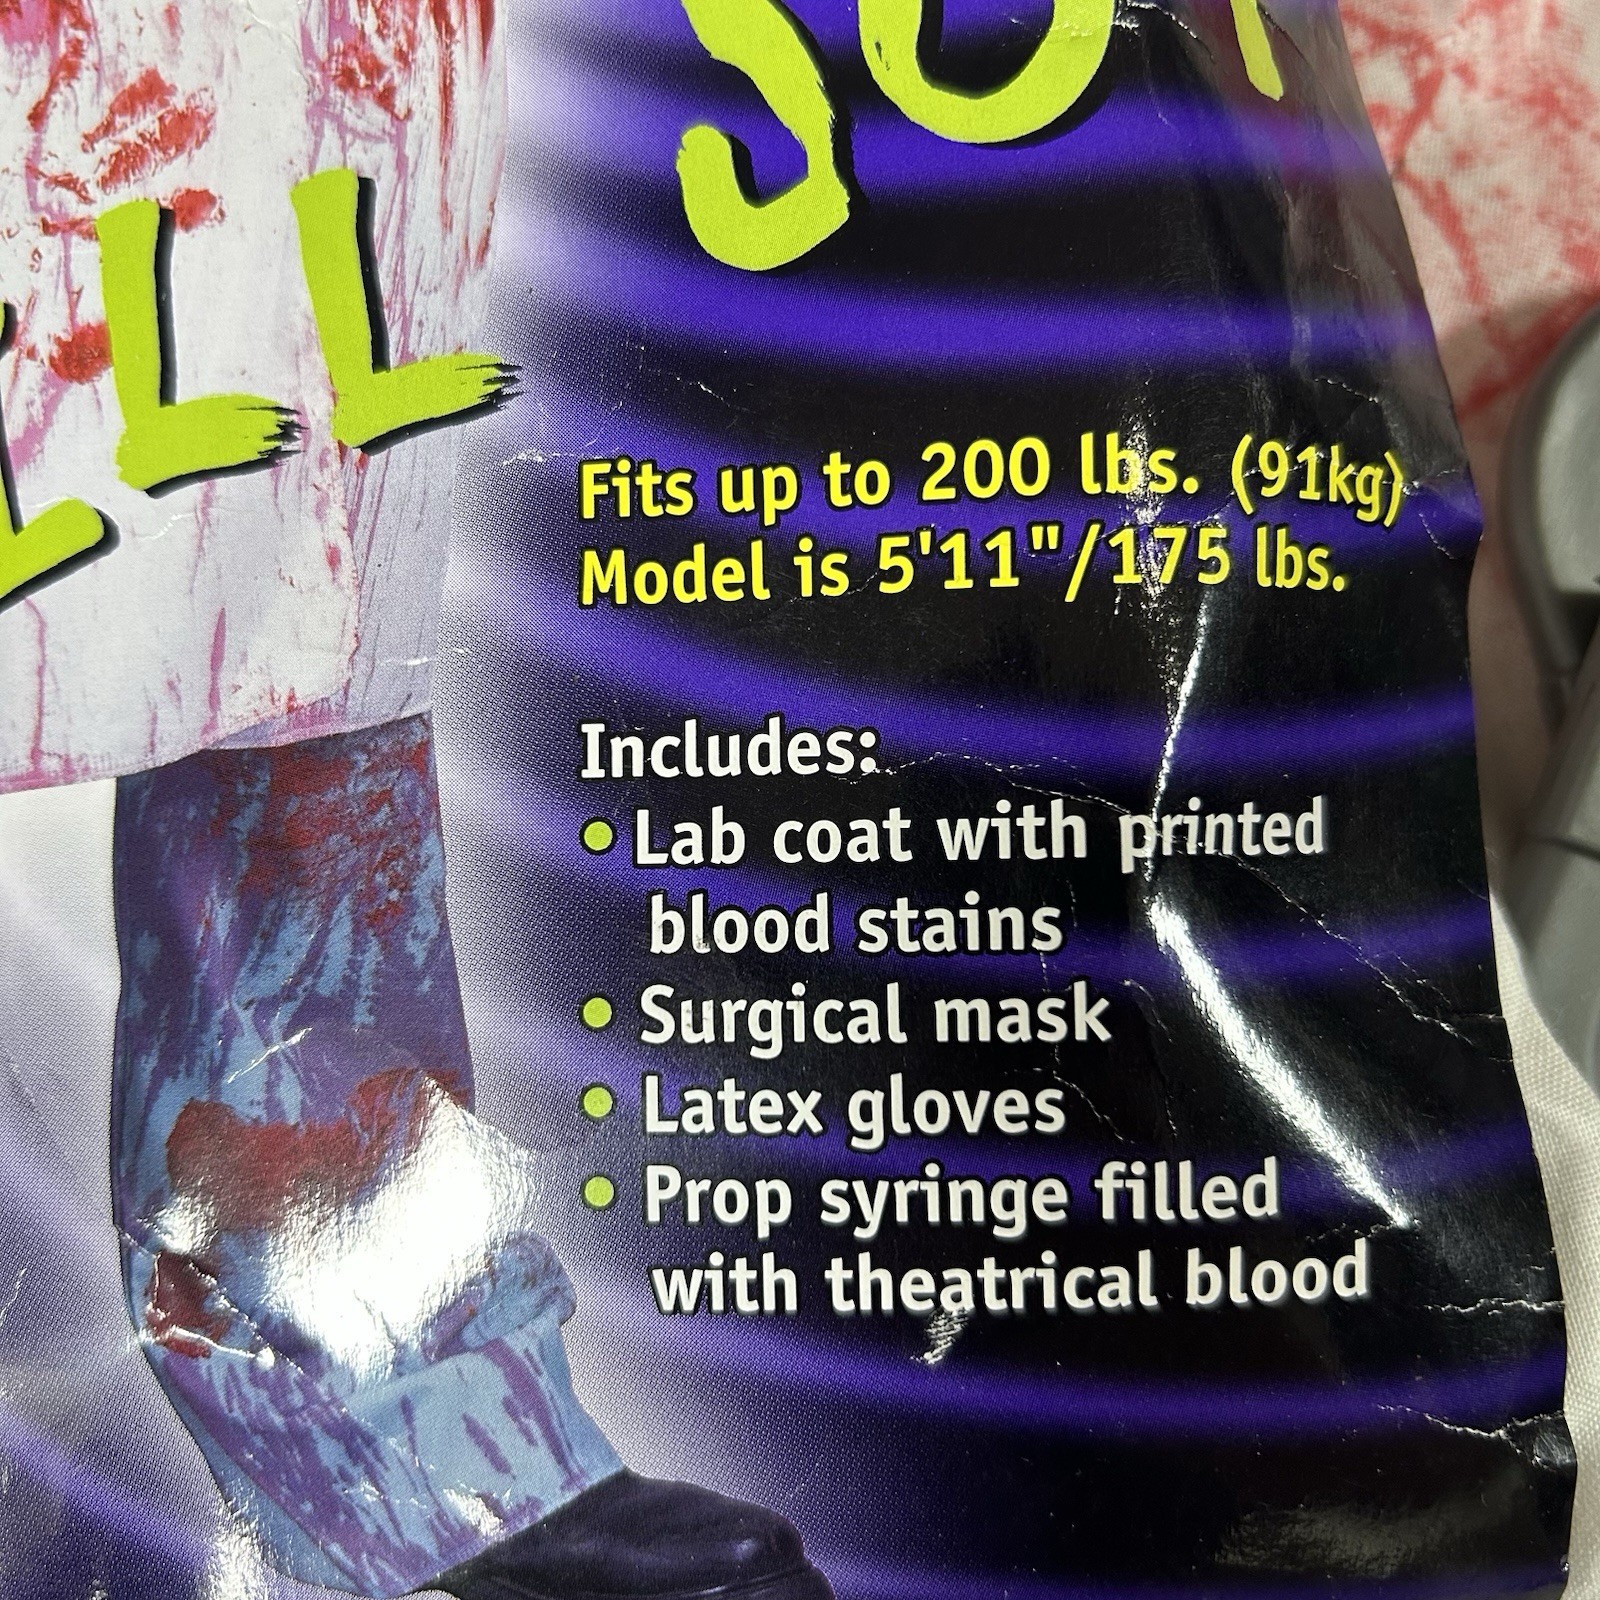 Fits up to 200 lbs. (91kg)
Model is 5'11"/175 lbs.
Includes:
• Lab coat with printed
blood stains
• Surgical mask
• Latex gloves
• Prop syringe filled
with theatrical blood